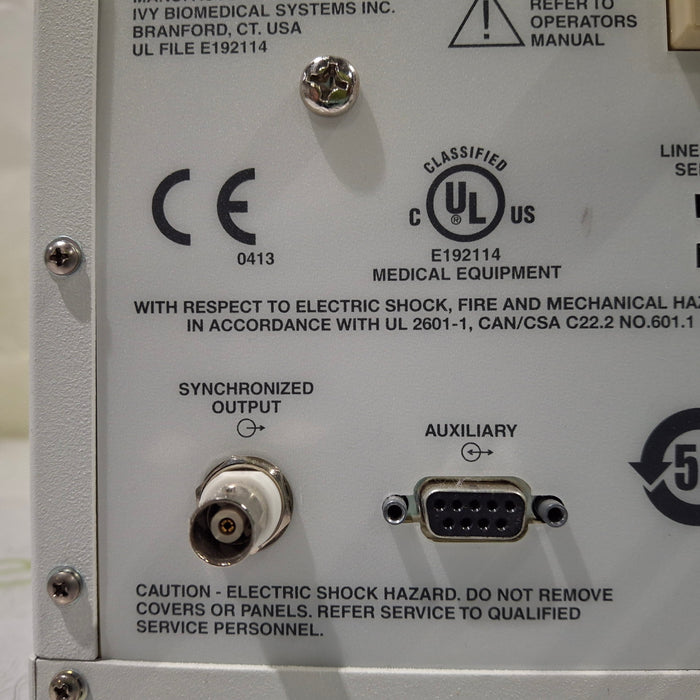 IVY BIOMEDICAL SYSTEMS INC.
BRANFORD, CT. USA
UL FILE E192114
REFER TO
OPERATORS
MANUAL
!
LINE
CE
0413
CLASSIFIED
C UL® US
E192114
MEDICAL EQUIPMENT
WITH RESPECT TO ELECTRIC SHOCK, FIRE AND MECHANICAL
IN ACCORDANCE WITH UL 2601-1, CAN/CSA C22.2 NO.601.1
SYNCHRONIZED
OUTPUT
AUXILIARY
5
CAUTION - ELECTRIC SHOCK HAZARD. DO NOT REMOVE
COVERS OR PANELS. REFER SERVICE TO QUALIFIED
SERVICE PERSONNEL.